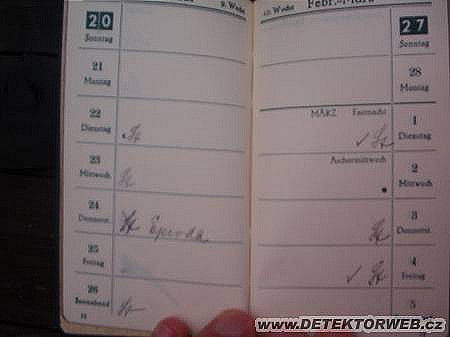 9. Woche
20
Sonntag
21
Montag
22
Dienstag
23
Mittwoch
24
Donnerst.
25
Freitag
26
Sonnabend
10. Woche
Febr.-März
27
Sonntag
28
Montag
MÄRZ Fastnacht
1
Dienstag
Aschermittwoch
2
Mittwoch
3
Donnerst.
4
Freitag
5
WWW.DETEKTORWEB.cz